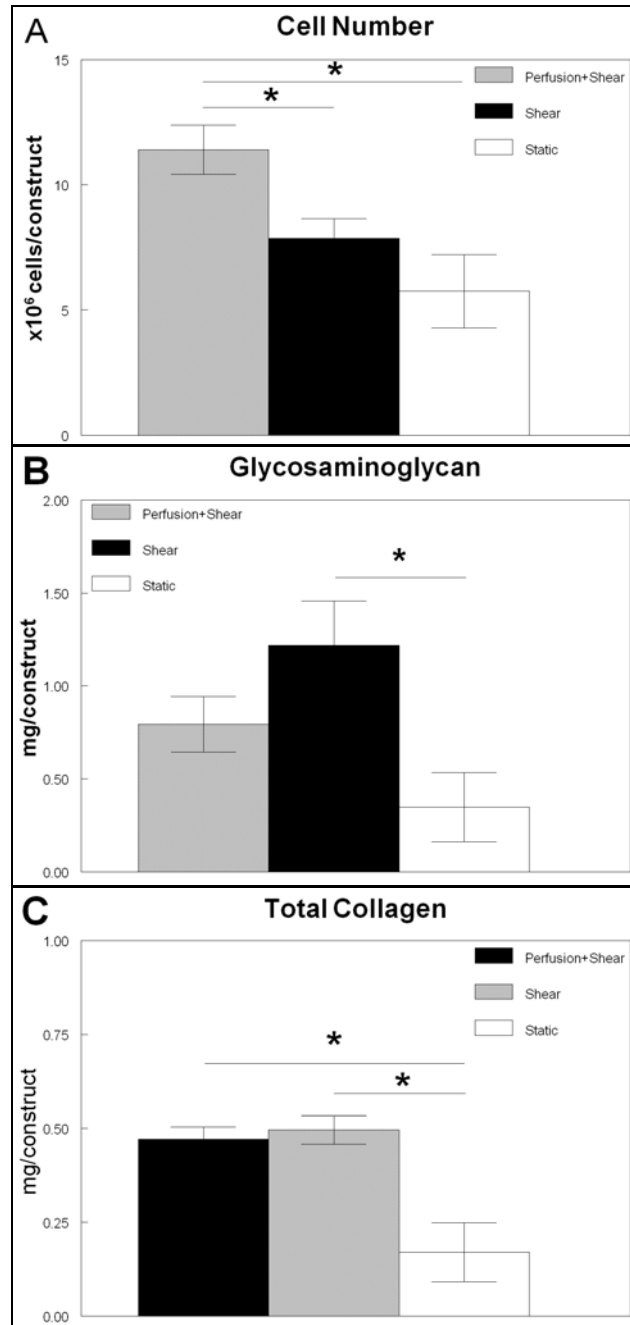 A
Cell Number
15
10
5
0
x10⁶ cells/construct
*
*
Perfusion+Shear
Shear
Static
B
Glycosaminoglycan
2.00
1.50
1.00
0.50
0.00
mg/construct
Perfusion+Shear
Shear
Static
*
C
Total Collagen
1.00
0.75
0.50
0.25
0.00
mg/construct
*
*
Perfusion+Shear
Shear
Static